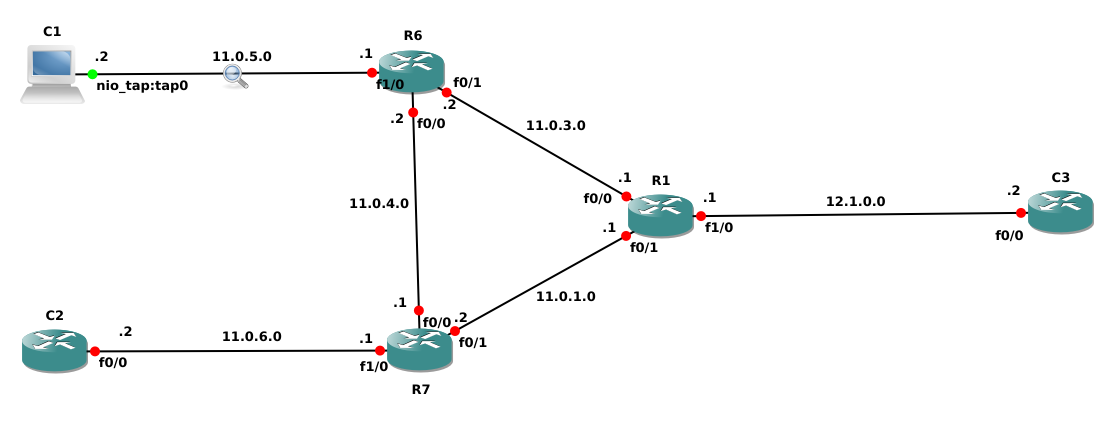 C1
.2
nio_tap:tap0
11.0.5.0
.1
f1/0
R6
f0/1
.2
.2
f0/0
11.0.3.0
11.0.4.0
.1
f0/0
R1
.1
f1/0
.1
f0/1
12.1.0.0
.2
f0/0
C3
11.0.1.0
C2
.2
f0/0
11.0.6.0
.1
f1/0
.1
f0/0
.2
f0/1
R7